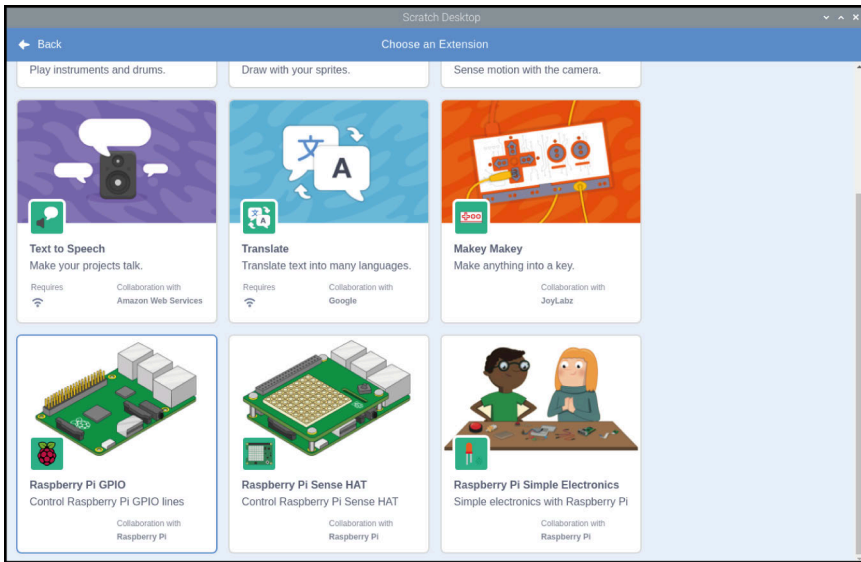 Scratch Desktop
Back
Choose an Extension
Play instruments and drums.
Draw with your sprites.
Sense motion with the camera.
文
A
文
A
Text to Speech
Make your projects talk.
Requires
Collaboration with
Amazon Web Services
Translate
Translate text into many languages.
Requires
Collaboration with
Google
Makey Makey
Make anything into a key.
Collaboration with
JoyLabz
Raspberry Pi GPIO
Control Raspberry Pi GPIO lines
Collaboration with
Raspberry Pi
Raspberry Pi Sense HAT
Control Raspberry Pi Sense HAT
Collaboration with
Raspberry Pi
Raspberry Pi Simple Electronics
Simple electronics with Raspberry Pi
Collaboration with
Raspberry Pi